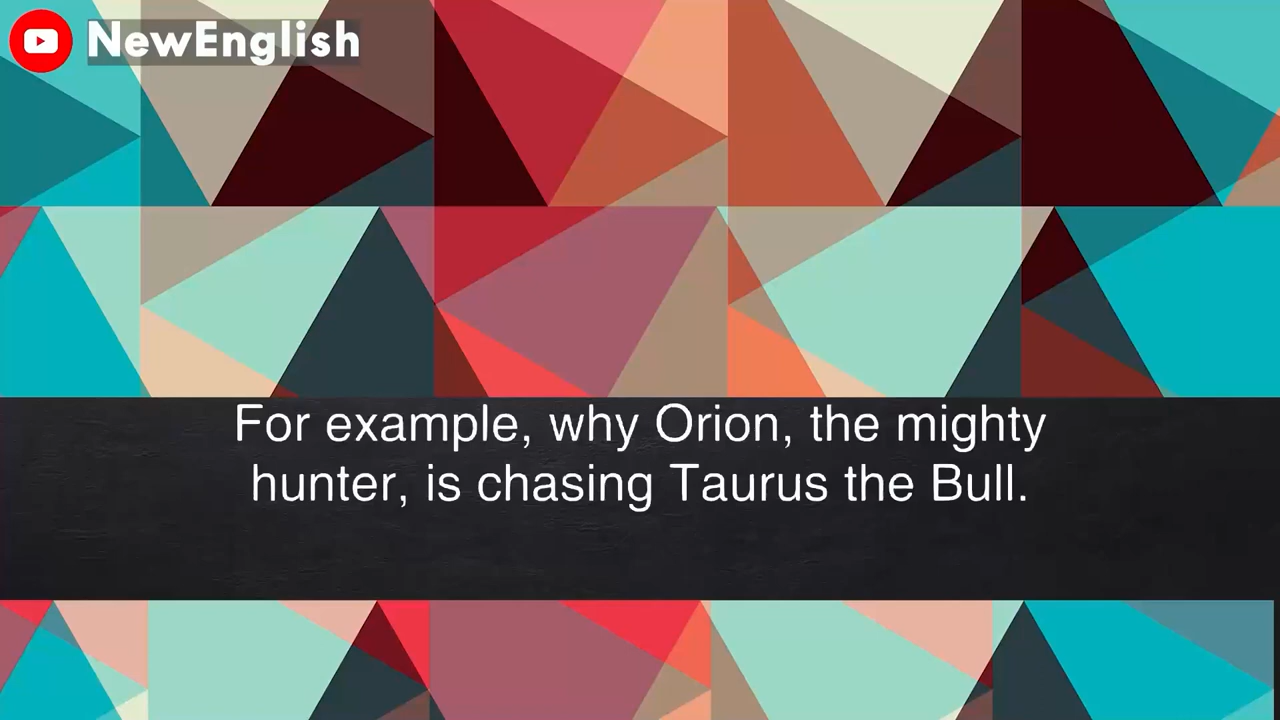 NewEnglish
For example, why Orion, the mighty
hunter, is chasing Taurus the Bull.